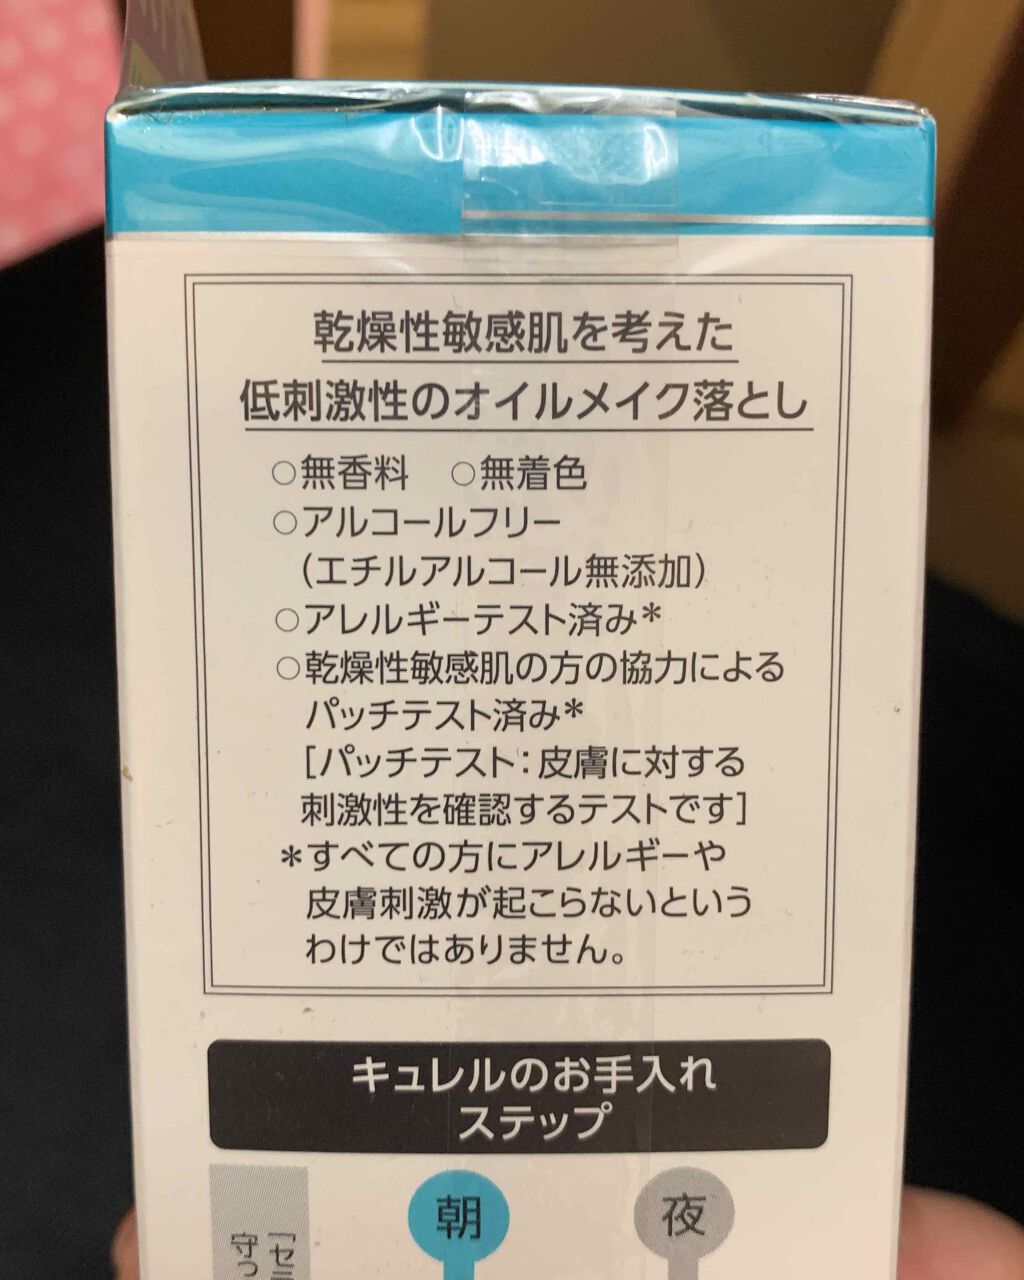 乾燥性敏感肌を考えた
低刺激性のオイルメイク落とし
○無香料 ○無着色
○アルコールフリー
(エチルアルコール無添加)
○アレルギーテスト済み*
○乾燥性敏感肌の方の協力による
パッチテスト済み*
[パッチテスト:皮膚に対する
刺激性を確認するテストです]
*すべての方にアレルギーや
皮膚刺激が起こらないという
わけではありません。
キュレルのお手入れ
ステップ
朝 夜
「セラ
守っ